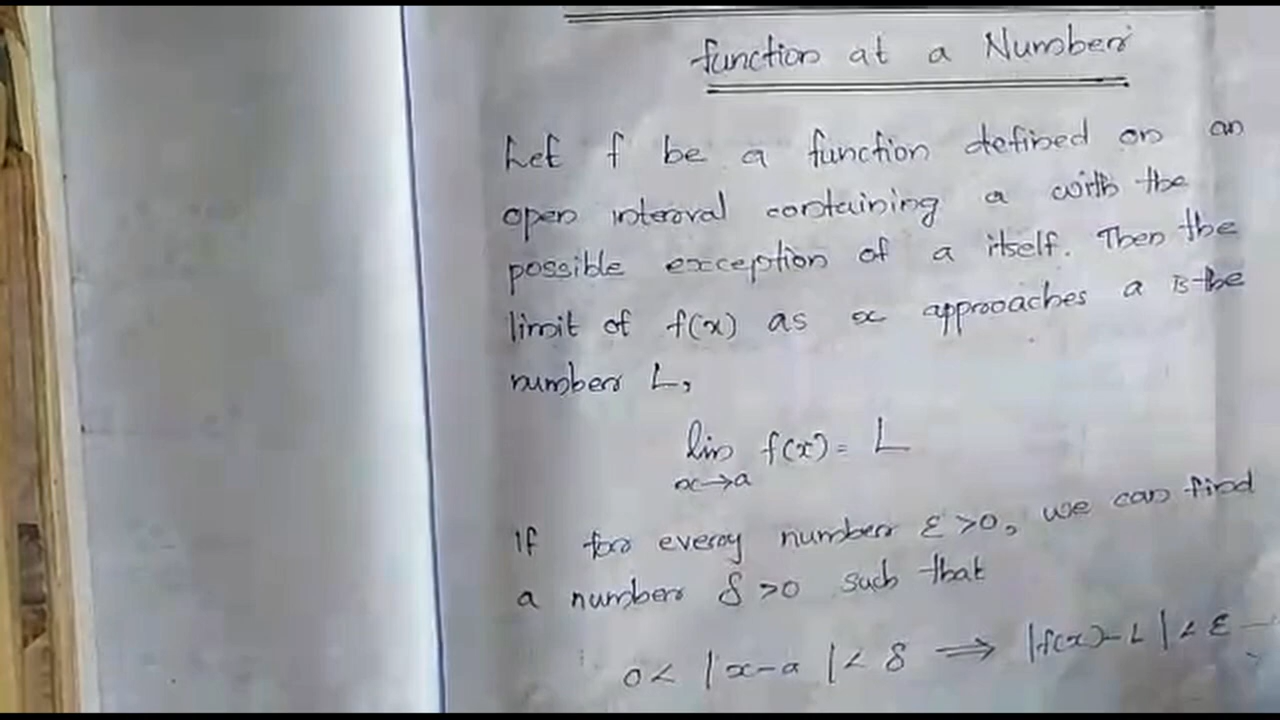 function at a Number
Let f be a function defined on an
open interval containing a with the
possible exception of a itself. Then the
limit of f(x) as x approaches a is the
number L,
lim f(x) = L
x→a
If for every number ε>0, we can find
a number δ>0 such that
0< |x-a|< δ ⟹ |f(x)-L|<ε